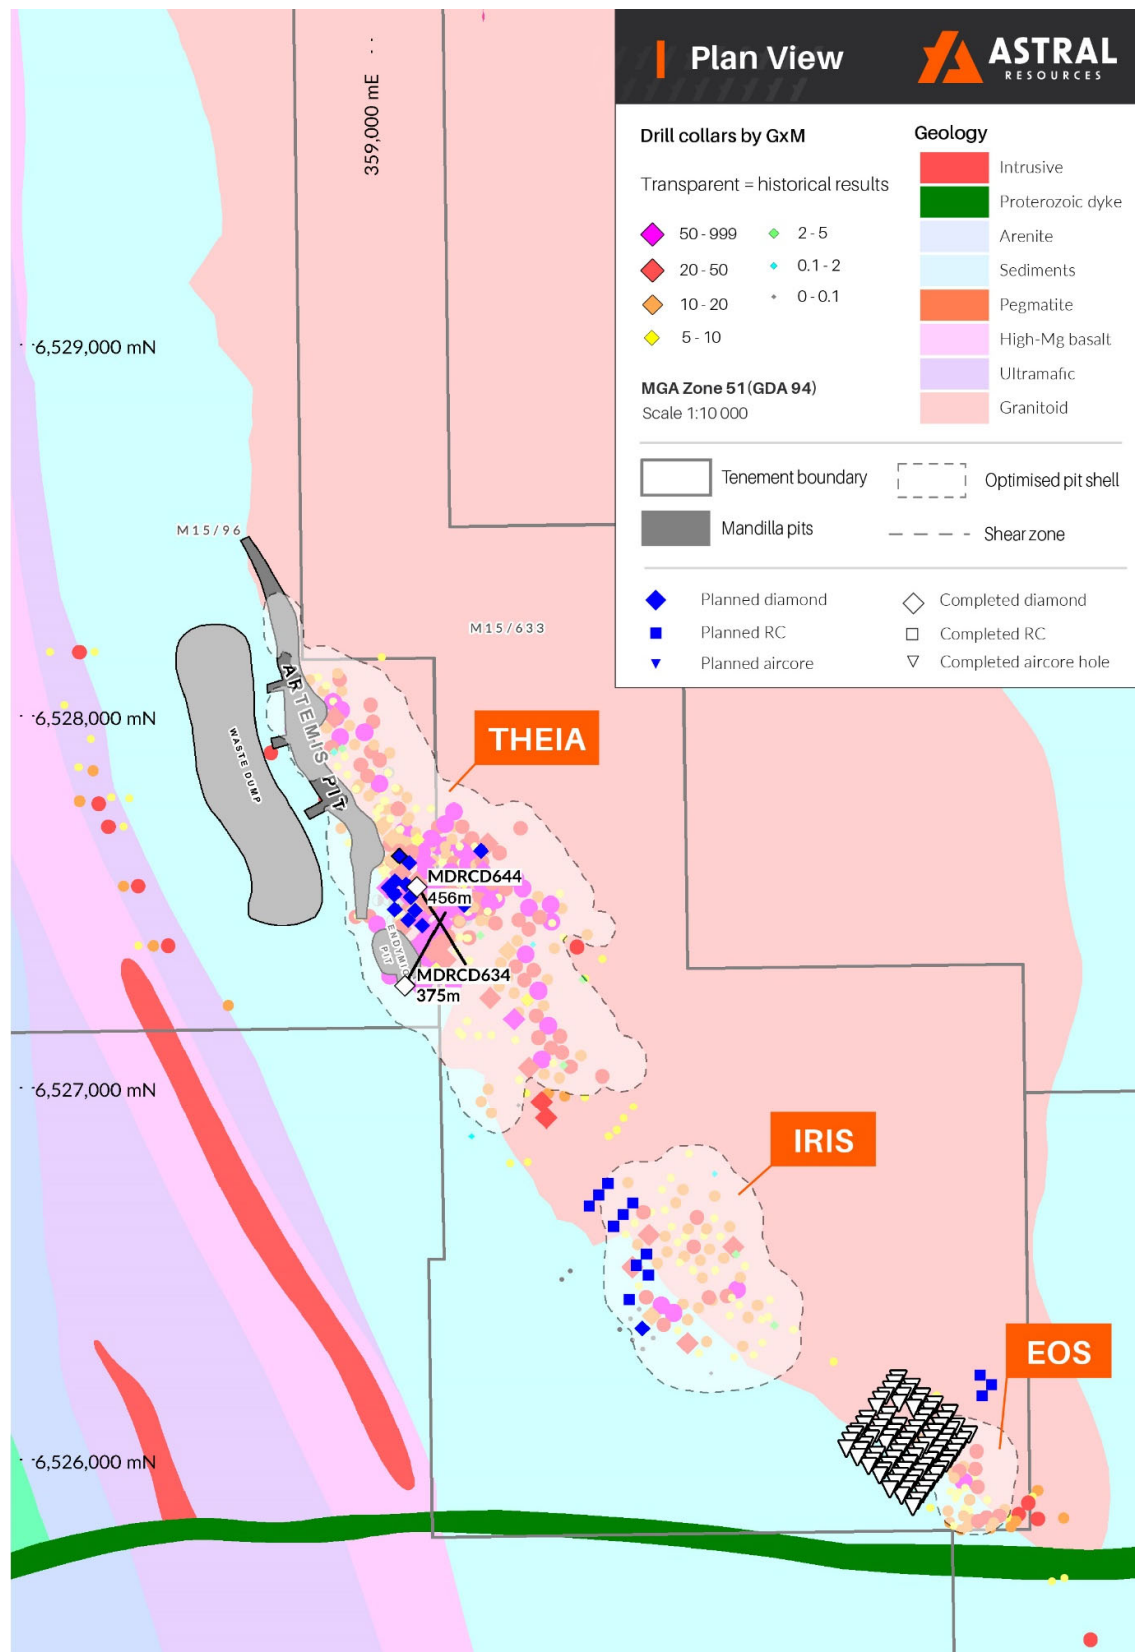 Plan View
ASTRAL
RESOURCES
Drill collars by GxM
Transparent = historical results
50 - 999
20 - 50
10 - 20
5 - 10
2 - 5
0.1 - 2
0 - 0.1
MGA Zone 51(GDA 94)
Scale 1:10 000
Geology
Intrusive
Proterozoic dyke
Arenite
Sediments
Pegmatite
High-Mg basalt
Ultramafic
Granitoid
Tenement boundary
Optimised pit shell
Mandilla pits
Shear zone
Planned diamond
Completed diamond
Planned RC
Completed RC
Planned aircore
Completed aircore hole
359,000 mE
6,529,000 mN
M15/96
M15/633
6,528,000 mN
ARTEMIS PIT
WASTE DUMP
THEIA
MDRCD644
456m
MDRCD634
375m
6,527,000 mN
IRIS
EOS
6,526,000 mN